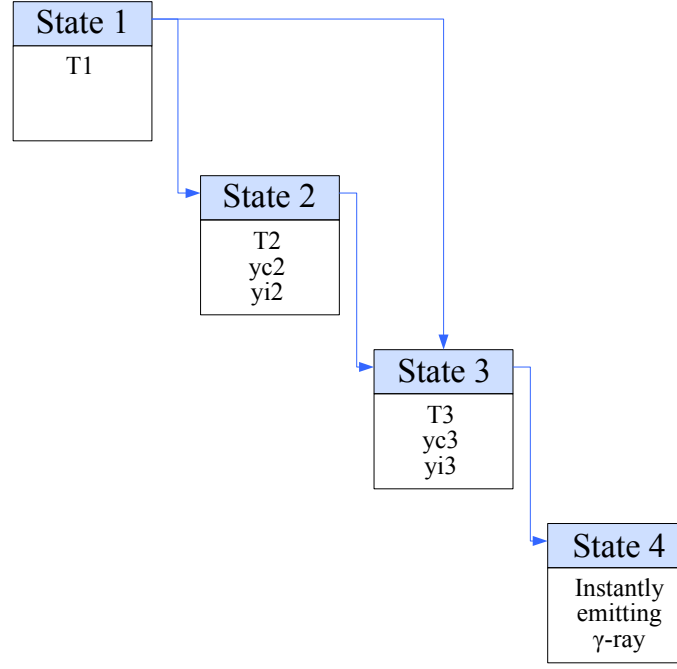 State 1
T1
State 2
T2
yc2
yi2
State 3
T3
yc3
yi3
State 4
Instantly
emitting
γ-ray